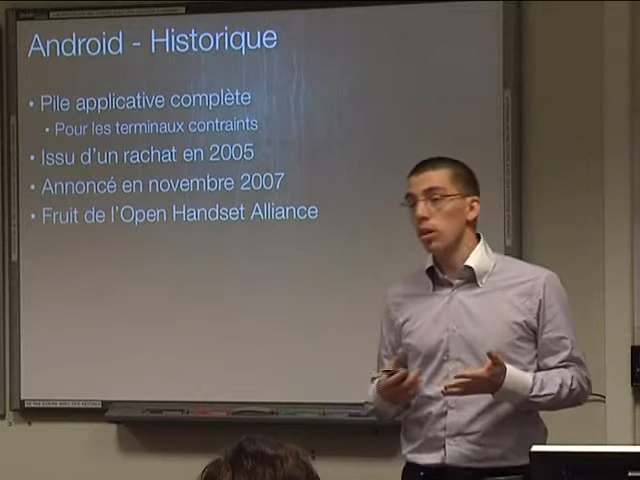 Android - Historique
• Pile applicative complète
• Pour les terminaux contraints
• Issu d'un rachat en 2005
• Annoncé en novembre 2007
• Fruit de l'Open Handset Alliance